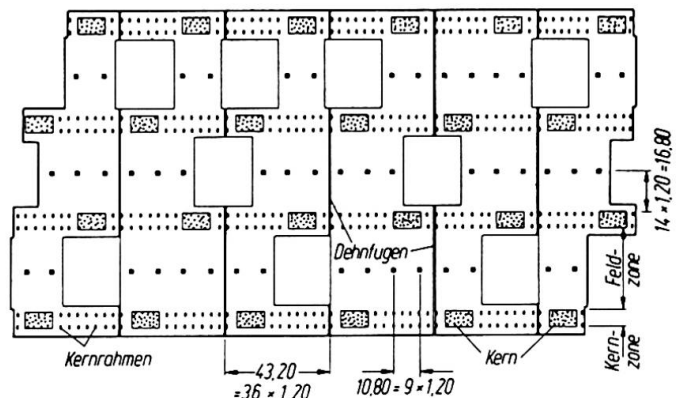 14 × 1,20 = 16,80
Dehnfugen
Feld-
zone
Kernrahmen
Kern
Kern-
zone
43,20
= 36 × 1,20
10,80 = 9 × 1,20